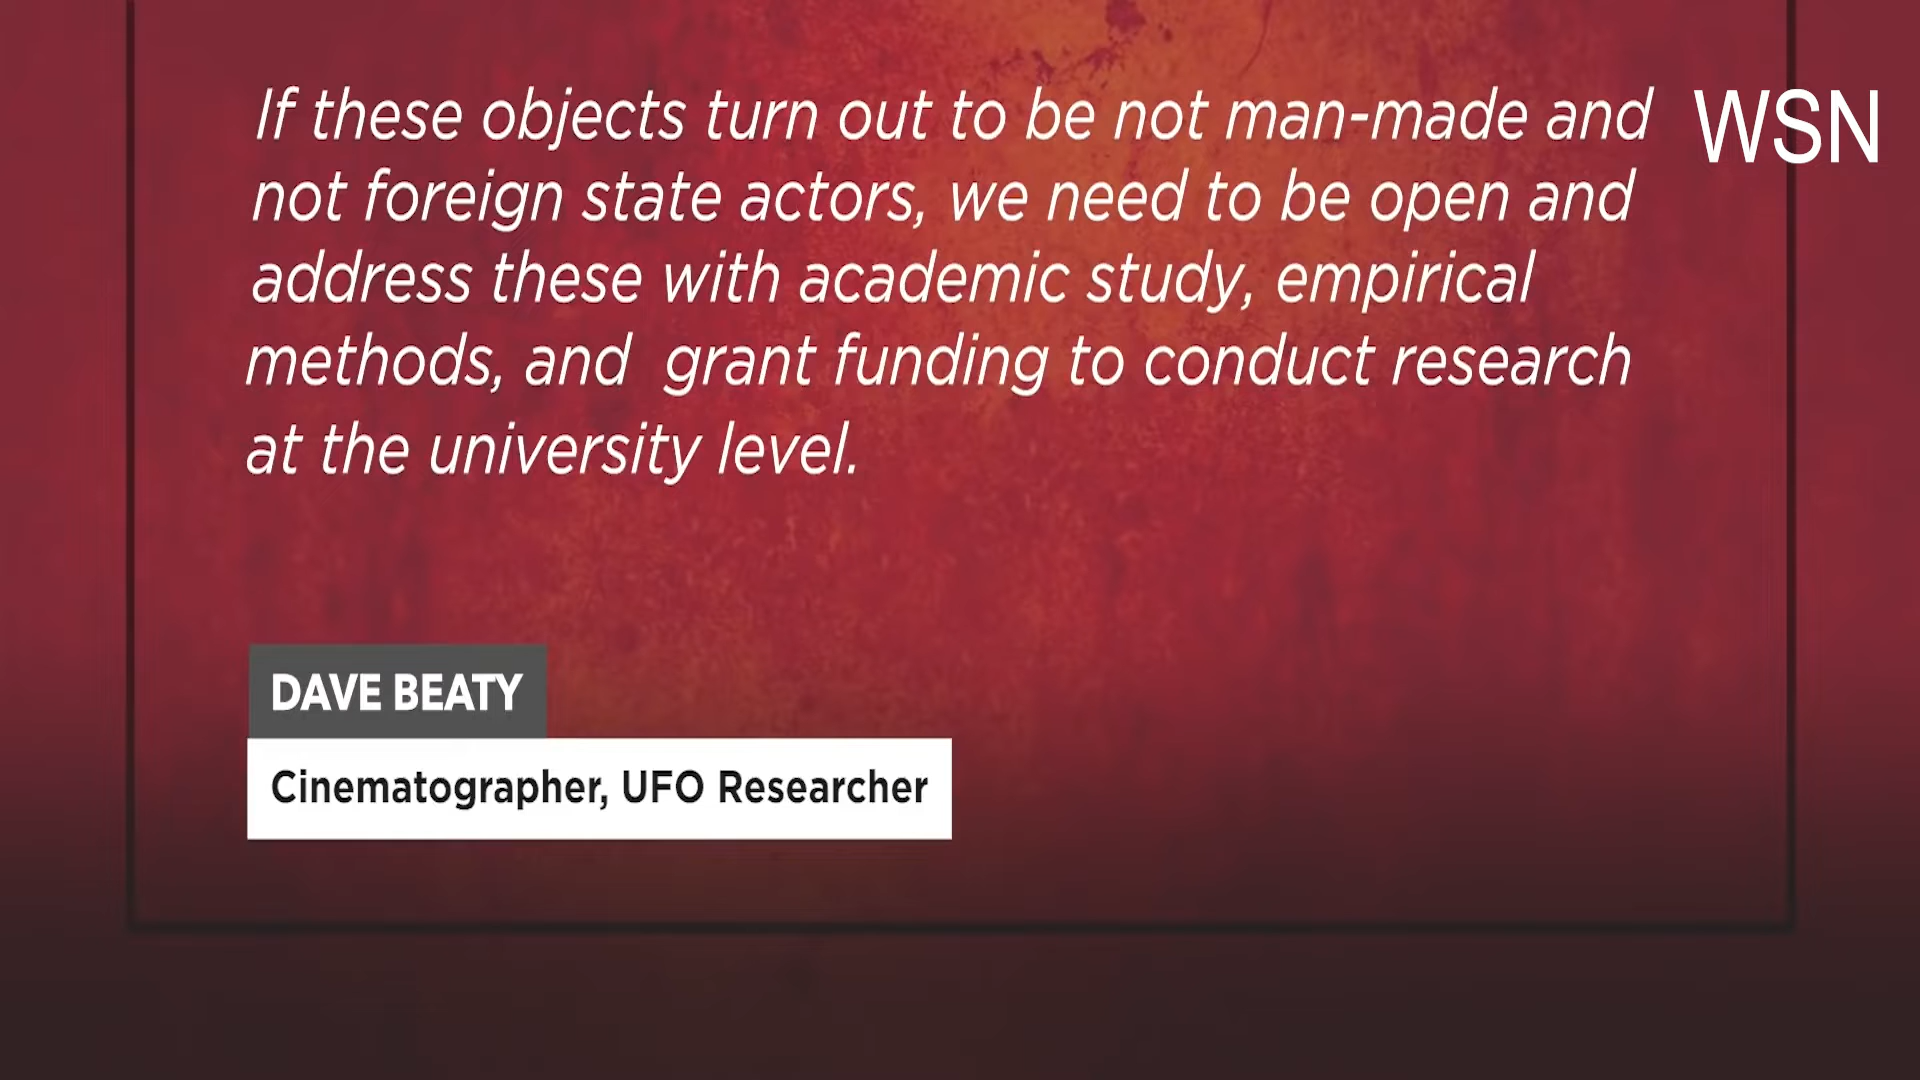 If these objects turn out to be not man-made and
WSN
not foreign state actors, we need to be open and
address these with academic study, empirical
methods, and  grant funding to conduct research
at the university level.
DAVE BEATY
Cinematographer, UFO Researcher